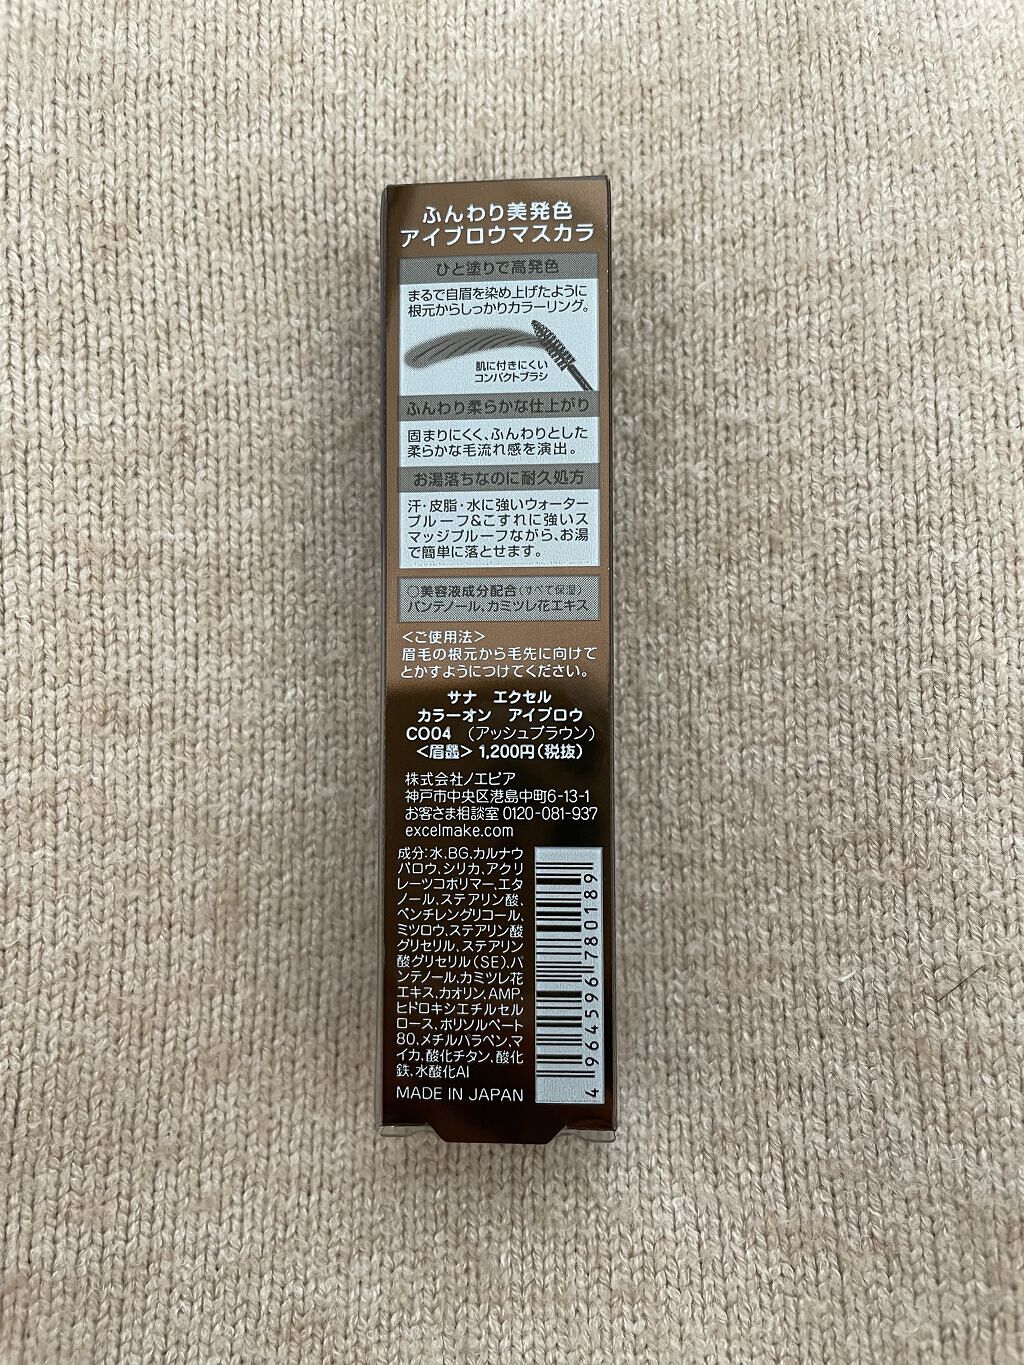 ふんわり美発色
アイブロウマスカラ
ひと塗りで高発色
まるで自眉を染め上げたように
根元からしっかりカラーリング。
肌に付きにくい
コンパクトブラシ
ふんわり柔らかな仕上がり
固まりにくく、ふんわりとした
柔らかな毛流れ感を演出。
お湯落ちなのに耐久処方
汗・皮脂・水に強いウォーター
プルーフ&こすれに強いス
マッジプルーフながら、お湯
で簡単に落とせます。
○美容液成分配合(すべて保湿)
パンテノール、カミツレ花エキス
<ご使用法>
眉毛の根元から毛先に向けて
とかすようにつけてください。
サナ エクセル
カラーオン アイブロウ
CO04 (アッシュブラウン)
<眉墨> 1,200円(税抜)
株式会社ノエビア
神戸市中央区港島中町6-13-1
お客さま相談室 0120-081-937
excelmake.com
成分:水、BG、カルナウ
バロウ、シリカ、アクリ
レーツコポリマー、エタ
ノール、ステアリン酸、
ペンチレングリコール、
ミツロウ、ステアリン酸
グリセリル、ステアリン
酸グリセリル(SE)、パ
ンテノール、カミツレ花
エキス、カオリン、AMP、
ヒドロキシエチルセル
ロース、ポリソルベート
80、メチルパラベン、マ
イカ、酸化チタン、酸化
鉄、水酸化Al
MADE IN JAPAN
4 964596 780189